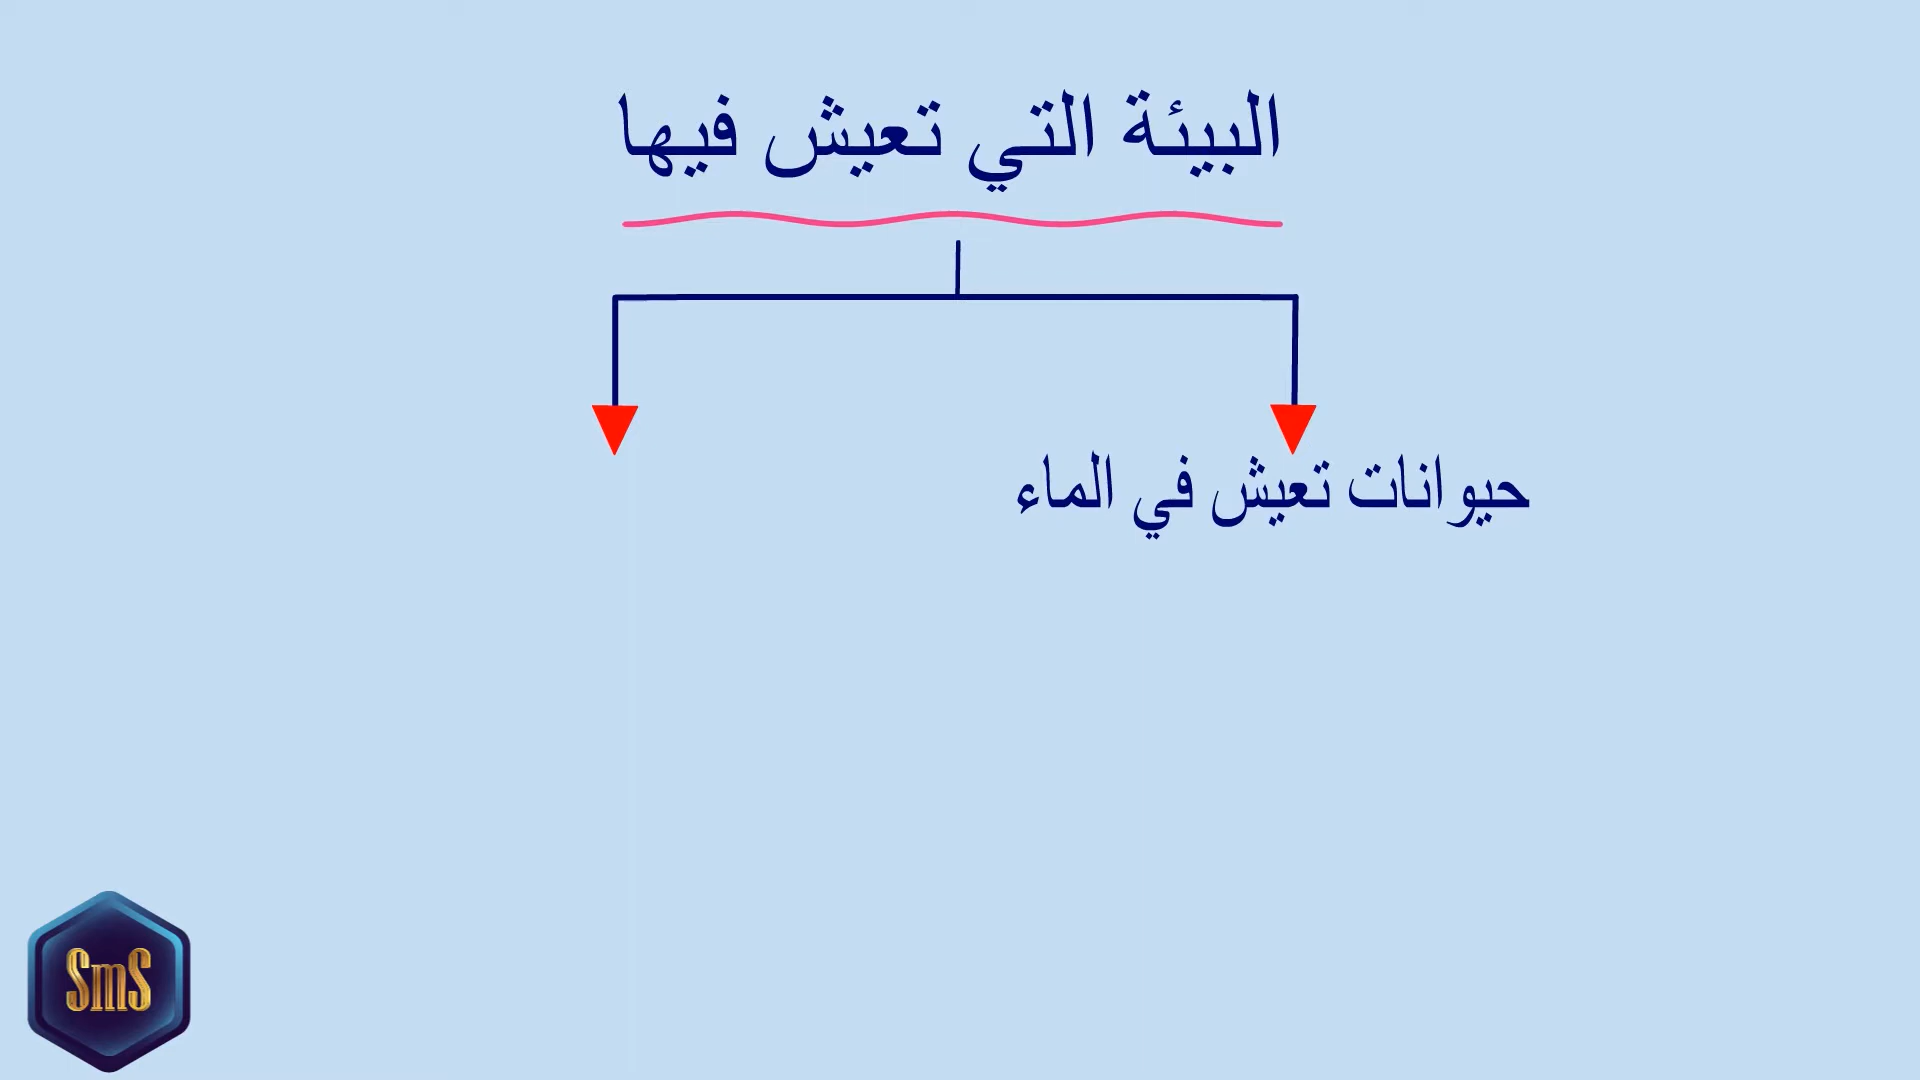 البيئة التي تعيش فيها
حيوانات تعيش في الماء
SmS